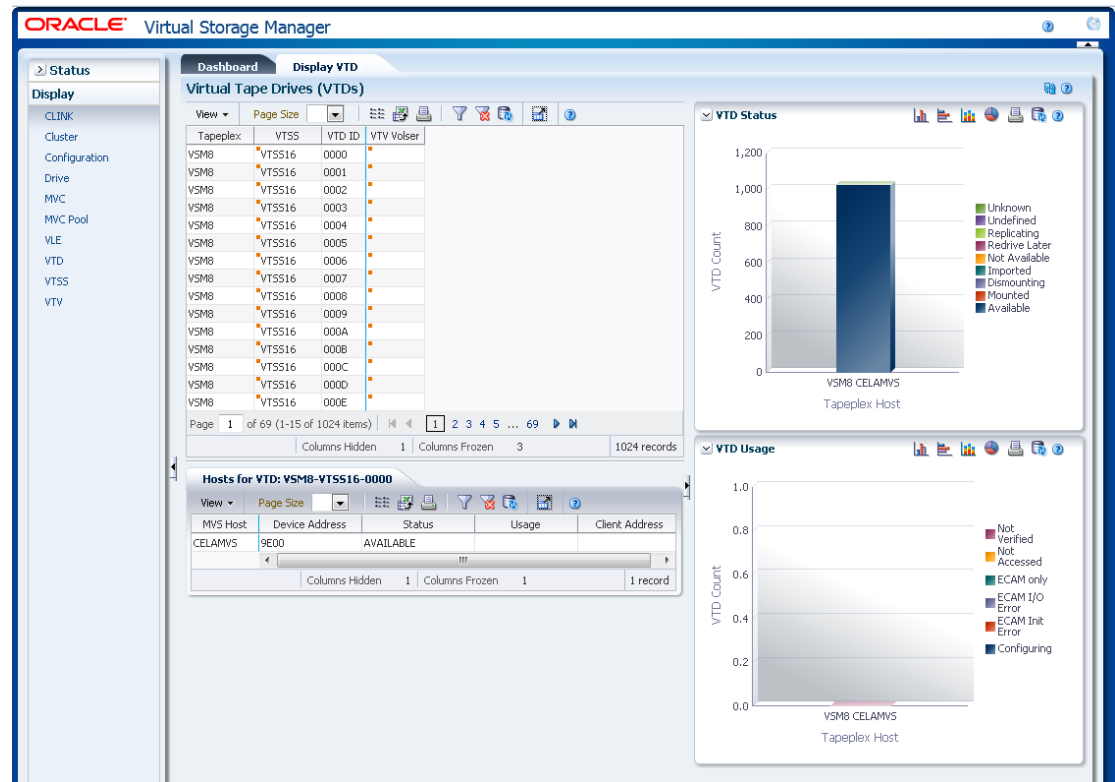 ORACLE Virtual Storage Manager
Status
Display
CLINK
Cluster
Configuration
Drive
MVC
MVC Pool
VLE
VTD
VTSS
VTV
Dashboard Display VTD
Virtual Tape Drives (VTDs)
View Page Size
Tapeplex VTSS VTD ID VTV Volser
VSM8 VTSS16 0000
VSM8 VTSS16 0001
VSM8 VTSS16 0002
VSM8 VTSS16 0003
VSM8 VTSS16 0004
VSM8 VTSS16 0005
VSM8 VTSS16 0006
VSM8 VTSS16 0007
VSM8 VTSS16 0008
VSM8 VTSS16 0009
VSM8 VTSS16 000A
VSM8 VTSS16 000B
VSM8 VTSS16 000C
VSM8 VTSS16 000D
VSM8 VTSS16 000E
Page 1 of 69 (1-15 of 1024 items) 1 2 3 4 5 ... 69
Columns Hidden 1 Columns Frozen 3 1024 records
Hosts for VTD: VSM8-VTSS16-0000
View Page Size
MVS Host Device Address Status Usage Client Address
CELAMVS 9E00 AVAILABLE
Columns Hidden 1 Columns Frozen 1 1 record
VTD Status
1,200
1,000
800
600
400
200
0
VTD Count
VSM8 CELAMVS
Tapeplex Host
Unknown
Undefined
Replicating
Redrive Later
Not Available
Imported
Dismounting
Mounted
Available
VTD Usage
1.0
0.8
0.6
0.4
0.2
0.0
VTD Count
VSM8 CELAMVS
Tapeplex Host
Not
Verified
Not
Accessed
ECAM only
ECAM I/O
Error
ECAM Init
Error
Configuring